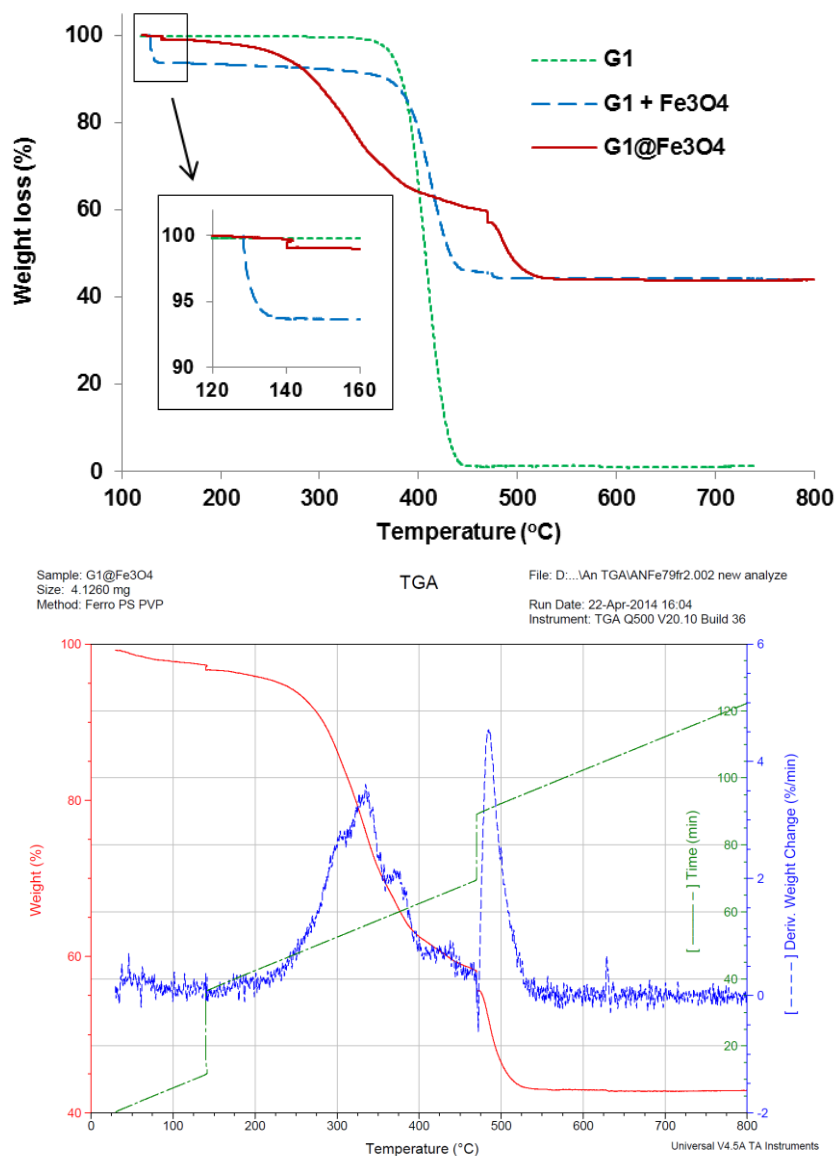 100
80
60
40
20
0
Weight loss (%)
G1
G1 + Fe3O4
G1@Fe3O4
100
95
90
120
140
160
100
200
300
400
500
600
700
800
Temperature (°C)
Sample: G1@Fe3O4
Size: 4.1260 mg
Method: Ferro PS PVP
TGA
File: D:...\An TGA\ANFe79fr2.002 new analyze
Run Date: 22-Apr-2014 16:04
Instrument: TGA Q500 V20.10 Build 36
100
80
60
40
Weight (%)
120
100
80
60
40
20
[ –––– – ] Time (min)
6
4
2
0
-2
[ – – – – ] Deriv. Weight Change (%/min)
0
100
200
300
400
500
600
700
800
Temperature (°C)
Universal V4.5A TA Instruments